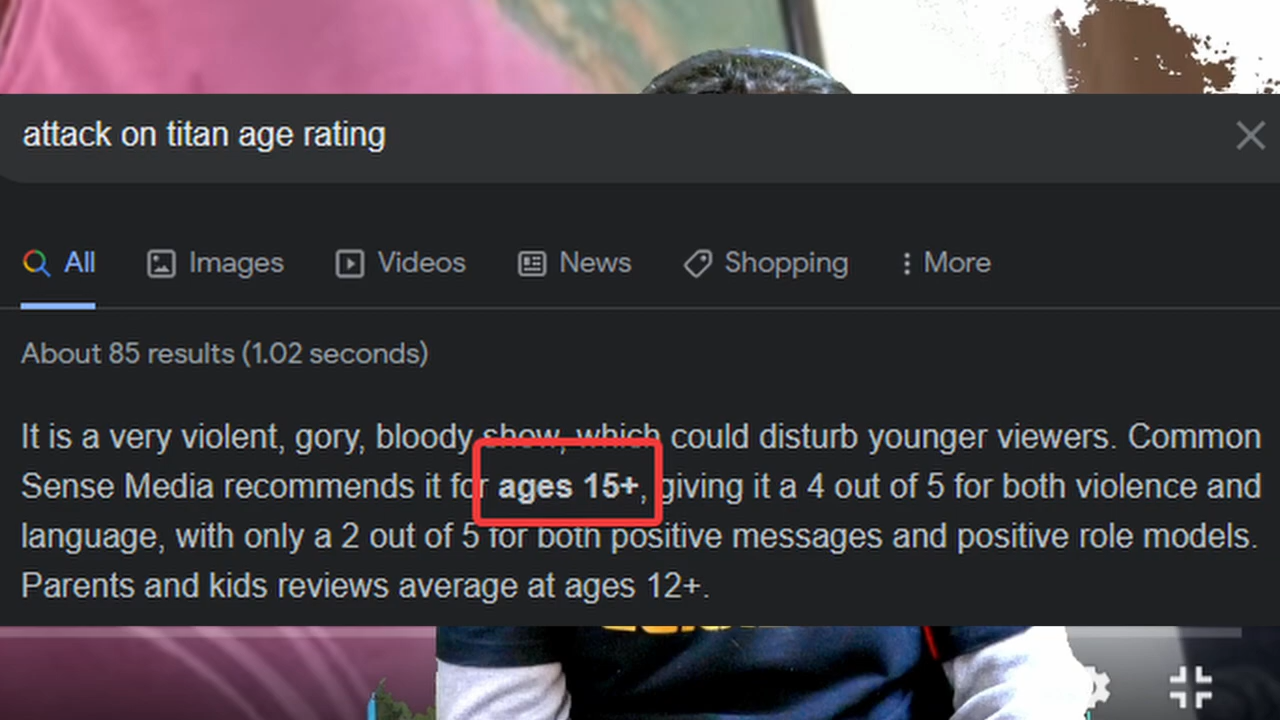 attack on titan age rating
All Images Videos News Shopping More
About 85 results (1.02 seconds)
It is a very violent, gory, bloody show, which could disturb younger viewers. Common
Sense Media recommends it for ages 15+, giving it a 4 out of 5 for both violence and
language, with only a 2 out of 5 for both positive messages and positive role models.
Parents and kids reviews average at ages 12+.